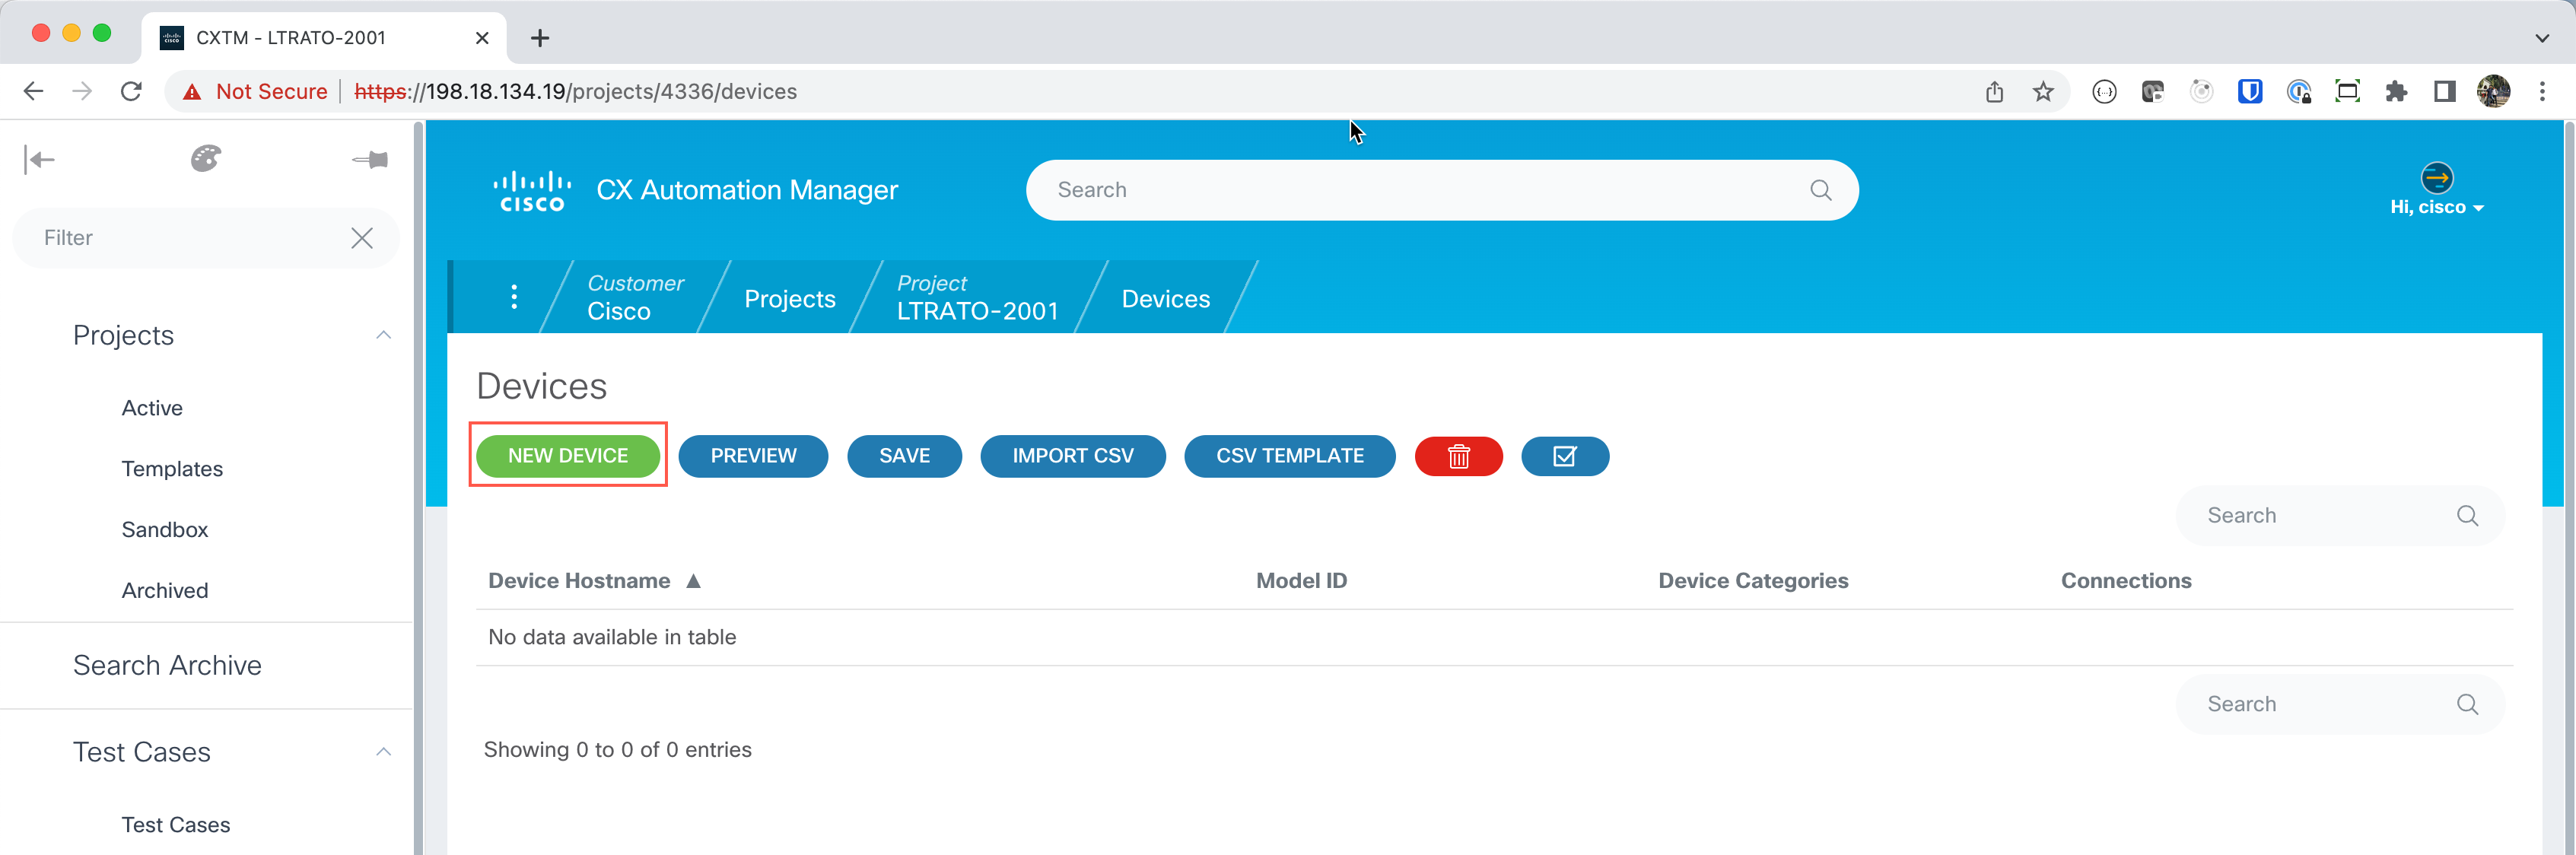 CXTM - LTRATO-2001
Not Secure https://198.18.134.19/projects/4336/devices
Filter
Projects
Active
Templates
Sandbox
Archived
Search Archive
Test Cases
Test Cases
CISCO
CX Automation Manager
Search
Hi, cisco
Customer
Cisco
Projects
Project
LTRATO-2001
Devices
Devices
NEW DEVICE PREVIEW SAVE IMPORT CSV CSV TEMPLATE
Search
Device Hostname ▲ Model ID Device Categories Connections
No data available in table
Search
Showing 0 to 0 of 0 entries